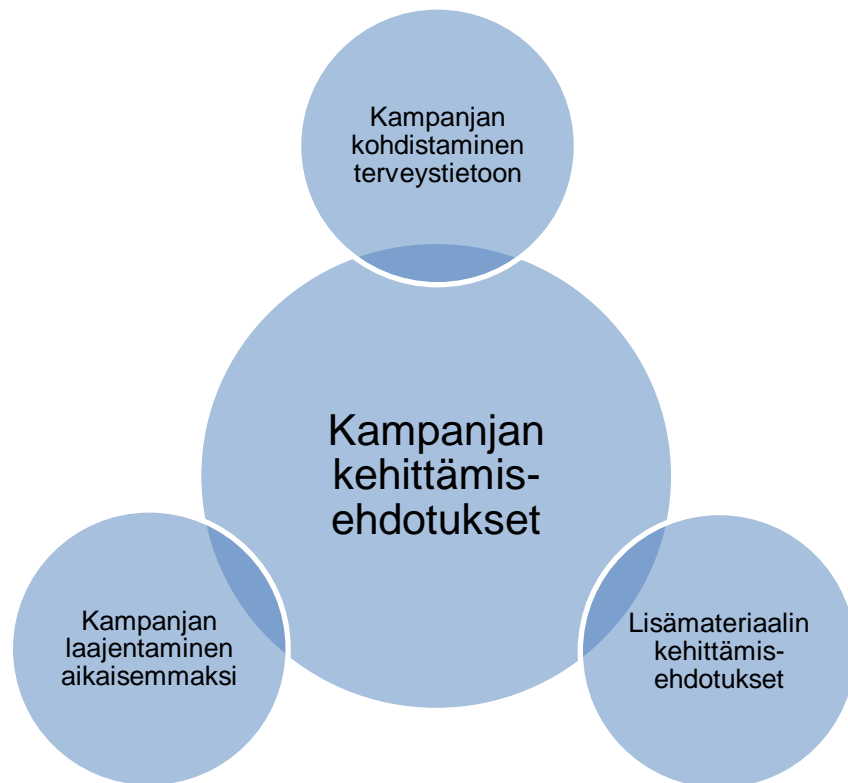 Kampanjan
kohdistaminen
terveystietoon
Kampanjan
kehittämis-
ehdotukset
Kampanjan
laajentaminen
aikaisemmaksi
Lisämateriaalin
kehittämis-
ehdotukset